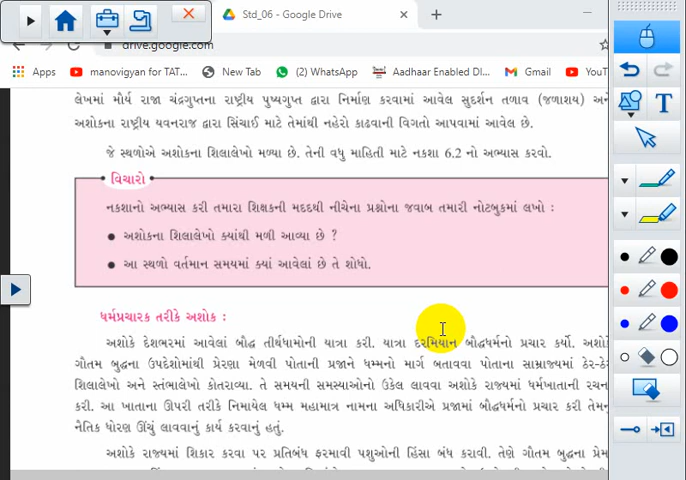 Std_06 - Google Drive
drive.google.com
Apps
manovigyan for TAT...
New Tab
(2) WhatsApp
Aadhaar Enabled DI...
Gmail
YouT
લેખમાં મૌર્ય રાજા ચંદ્રગુપ્તના રાષ્ટ્રીય પુષ્યગુપ્ત દ્વારા નિર્માણ કરવામાં આવેલ સુદર્શન તળાવ (જળાશય) અને
અશોકના રાષ્ટ્રીય યવનરાજ દ્વારા સિંચાઈ માટે તેમાંથી નહેરો કાઢવાની વિગતો આપવામાં આવેલ છે.
જે સ્થળોએ અશોકના શિલાલેખો મળ્યા છે. તેની વધુ માહિતી માટે નકશા 6.2 નો અભ્યાસ કરવો.
વિચારો
નકશાનો અભ્યાસ કરી તમારા શિક્ષકની મદદથી નીચેના પ્રશ્નોના જવાબ તમારી નોટબુકમાં લખો :
● અશોકના શિલાલેખો ક્યાંથી મળી આવ્યા છે ?
● આ સ્થળો વર્તમાન સમયમાં ક્યાં આવેલાં છે તે શોધો.
ધર્મપ્રચારક તરીકે અશોક :
અશોકે દેશભરમાં આવેલાં બૌદ્ધ તીર્થધામોની યાત્રા કરી. યાત્રા દરમિયાન બૌદ્ધધર્મનો પ્રચાર કર્યો. અશોકે
ગૌતમ બુદ્ધના ઉપદેશોમાંથી પ્રેરણા મેળવી પોતાની પ્રજાને ધમ્મનો માર્ગ બતાવવા પોતાના સામ્રાજ્યમાં ઠેર-ઠેર
શિલાલેખો અને સ્તંભાલેખો કોતરાવ્યા. તે સમયની સમસ્યાઓનો ઉકેલ લાવવા અશોકે રાજ્યમાં ધર્મખાતાની રચન
કરી. આ ખાતાના ઊપરી તરીકે નિમાયેલ ધમ્મ મહામાત્ર નામના અધિકારીએ પ્રજામાં બૌદ્ધધર્મનો પ્રચાર કરી તેમનુ
નૈતિક ધોરણ ઊંચું લાવવાનું કાર્ય કરવાનું હતું.
અશોકે રાજ્યમાં શિકાર કરવા પર પ્રતિબંધ ફરમાવી પશુઓની હિંસા બંધ કરાવી. તેણે ગૌતમ બુદ્ધના પ્રેમ